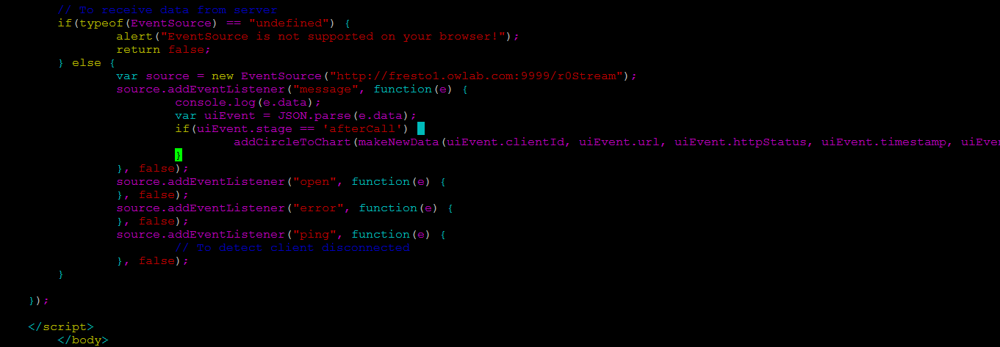 // To receive data from server
if(typeof(EventSource) == "undefined") {
alert("EventSource is not supported on your browser!");
return false;
} else {
var source = new EventSource("http://fresto1.owlab.com:9999/r0Stream");
source.addEventListener("message", function(e) {
console.log(e.data);
var uiEvent = JSON.parse(e.data);
if(uiEvent.stage == 'afterCall')
addCircleToChart(makeNewData(uiEvent.clientId, uiEvent.url, uiEvent.httpStatus, uiEvent.timestamp, uiEve
}
}, false);
source.addEventListener("open", function(e) {
}, false);
source.addEventListener("error", function(e) {
}, false);
source.addEventListener("ping", function(e) {
// To detect client disconnected
}, false);
}
});
</script>
</body>